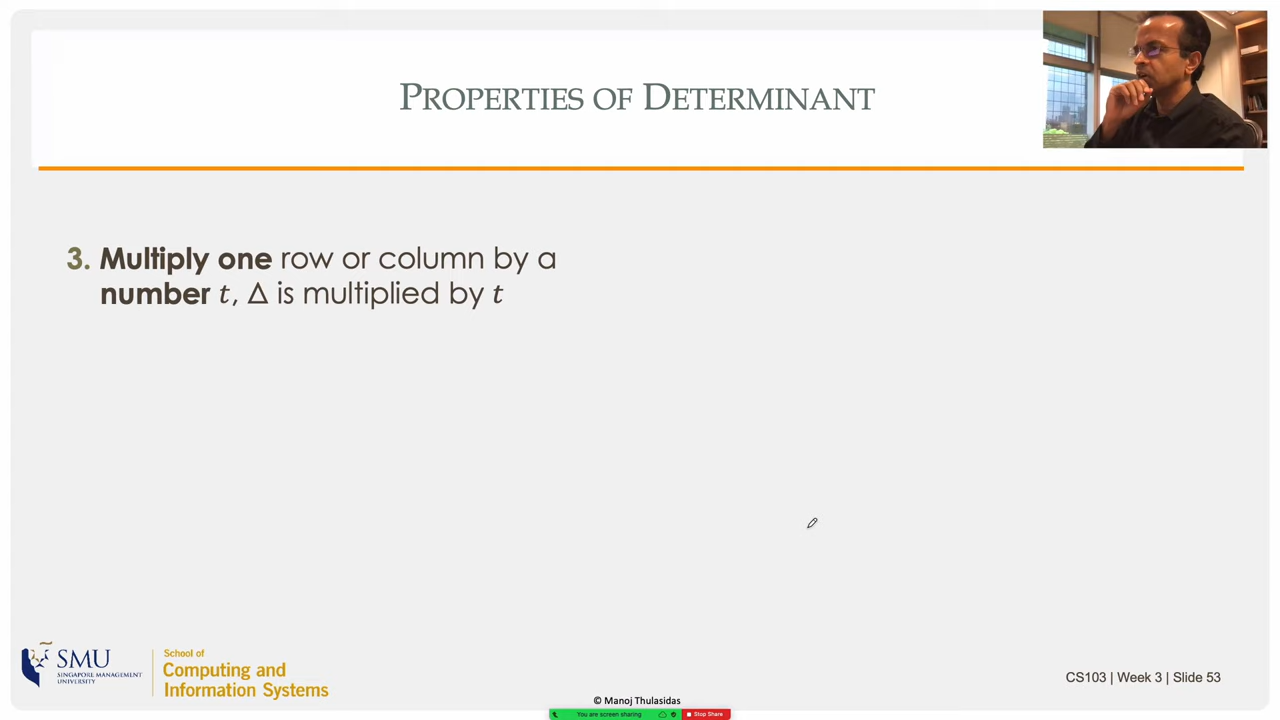 PROPERTIES OF DETERMINANT
3. Multiply one row or column by a
number t, Δ is multiplied by t
SMU
SINGAPORE MANAGEMENT
UNIVERSITY
School of
Computing and
Information Systems
CS103 | Week 3 | Slide 53
© Manoj Thulasidas
You are screen sharing
Stop Share